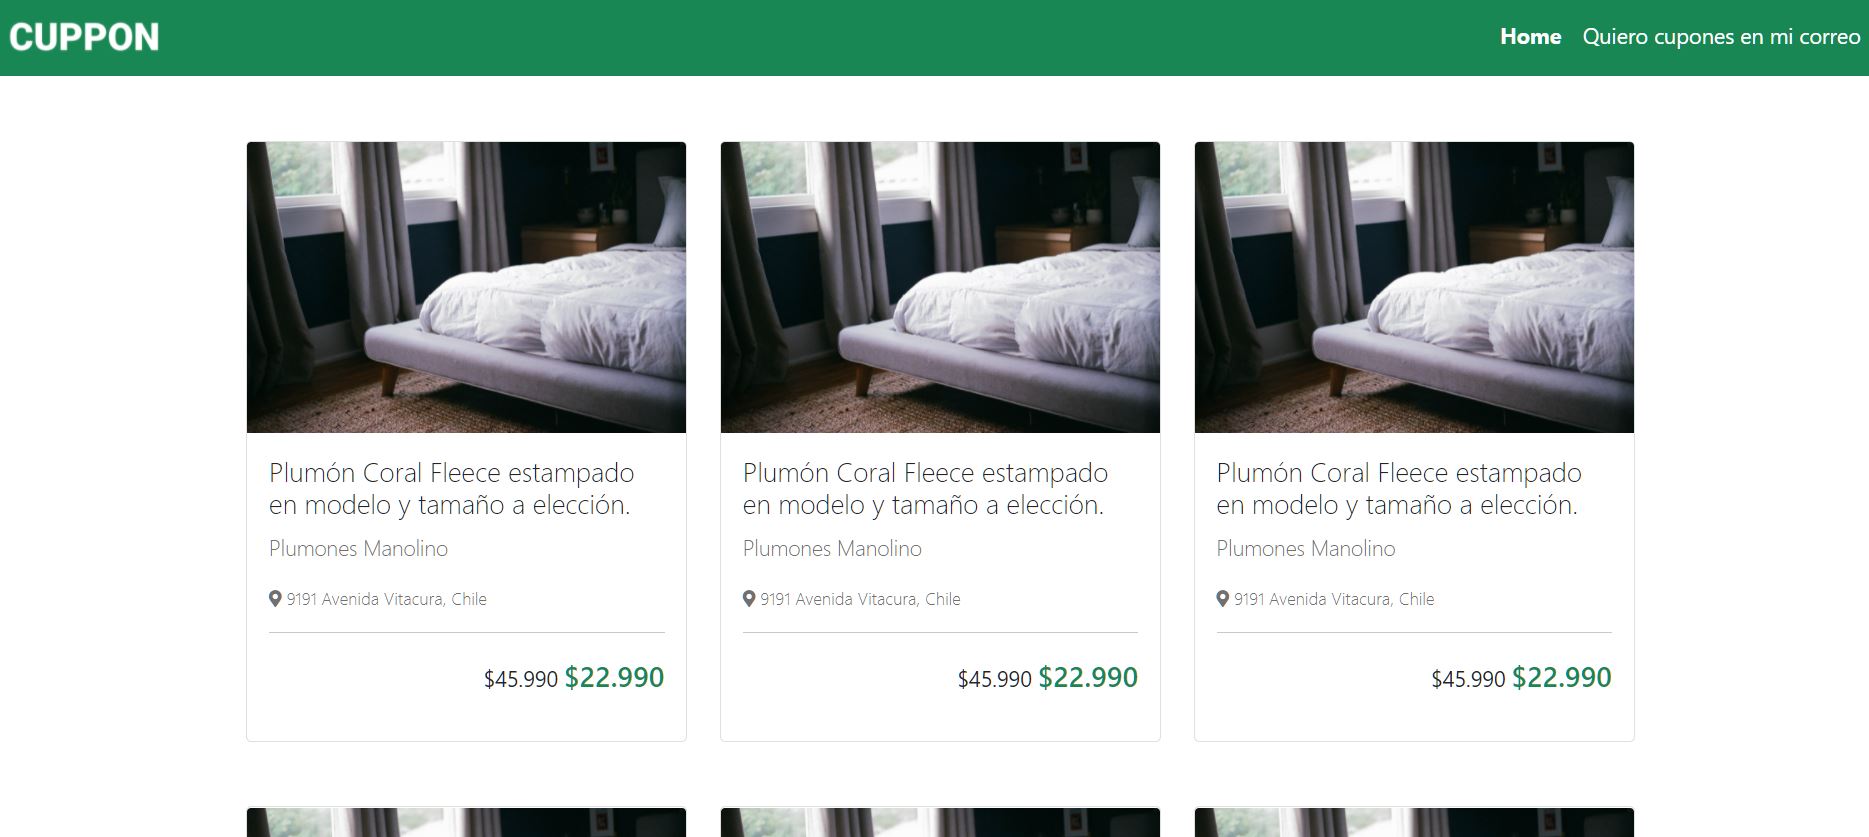 CUPPON
Home Quiero cupones en mi correo
Plumón Coral Fleece estampado
en modelo y tamaño a elección.
Plumones Manolino
9191 Avenida Vitacura, Chile
$45.990 $22.990
Plumón Coral Fleece estampado
en modelo y tamaño a elección.
Plumones Manolino
9191 Avenida Vitacura, Chile
$45.990 $22.990
Plumón Coral Fleece estampado
en modelo y tamaño a elección.
Plumones Manolino
9191 Avenida Vitacura, Chile
$45.990 $22.990